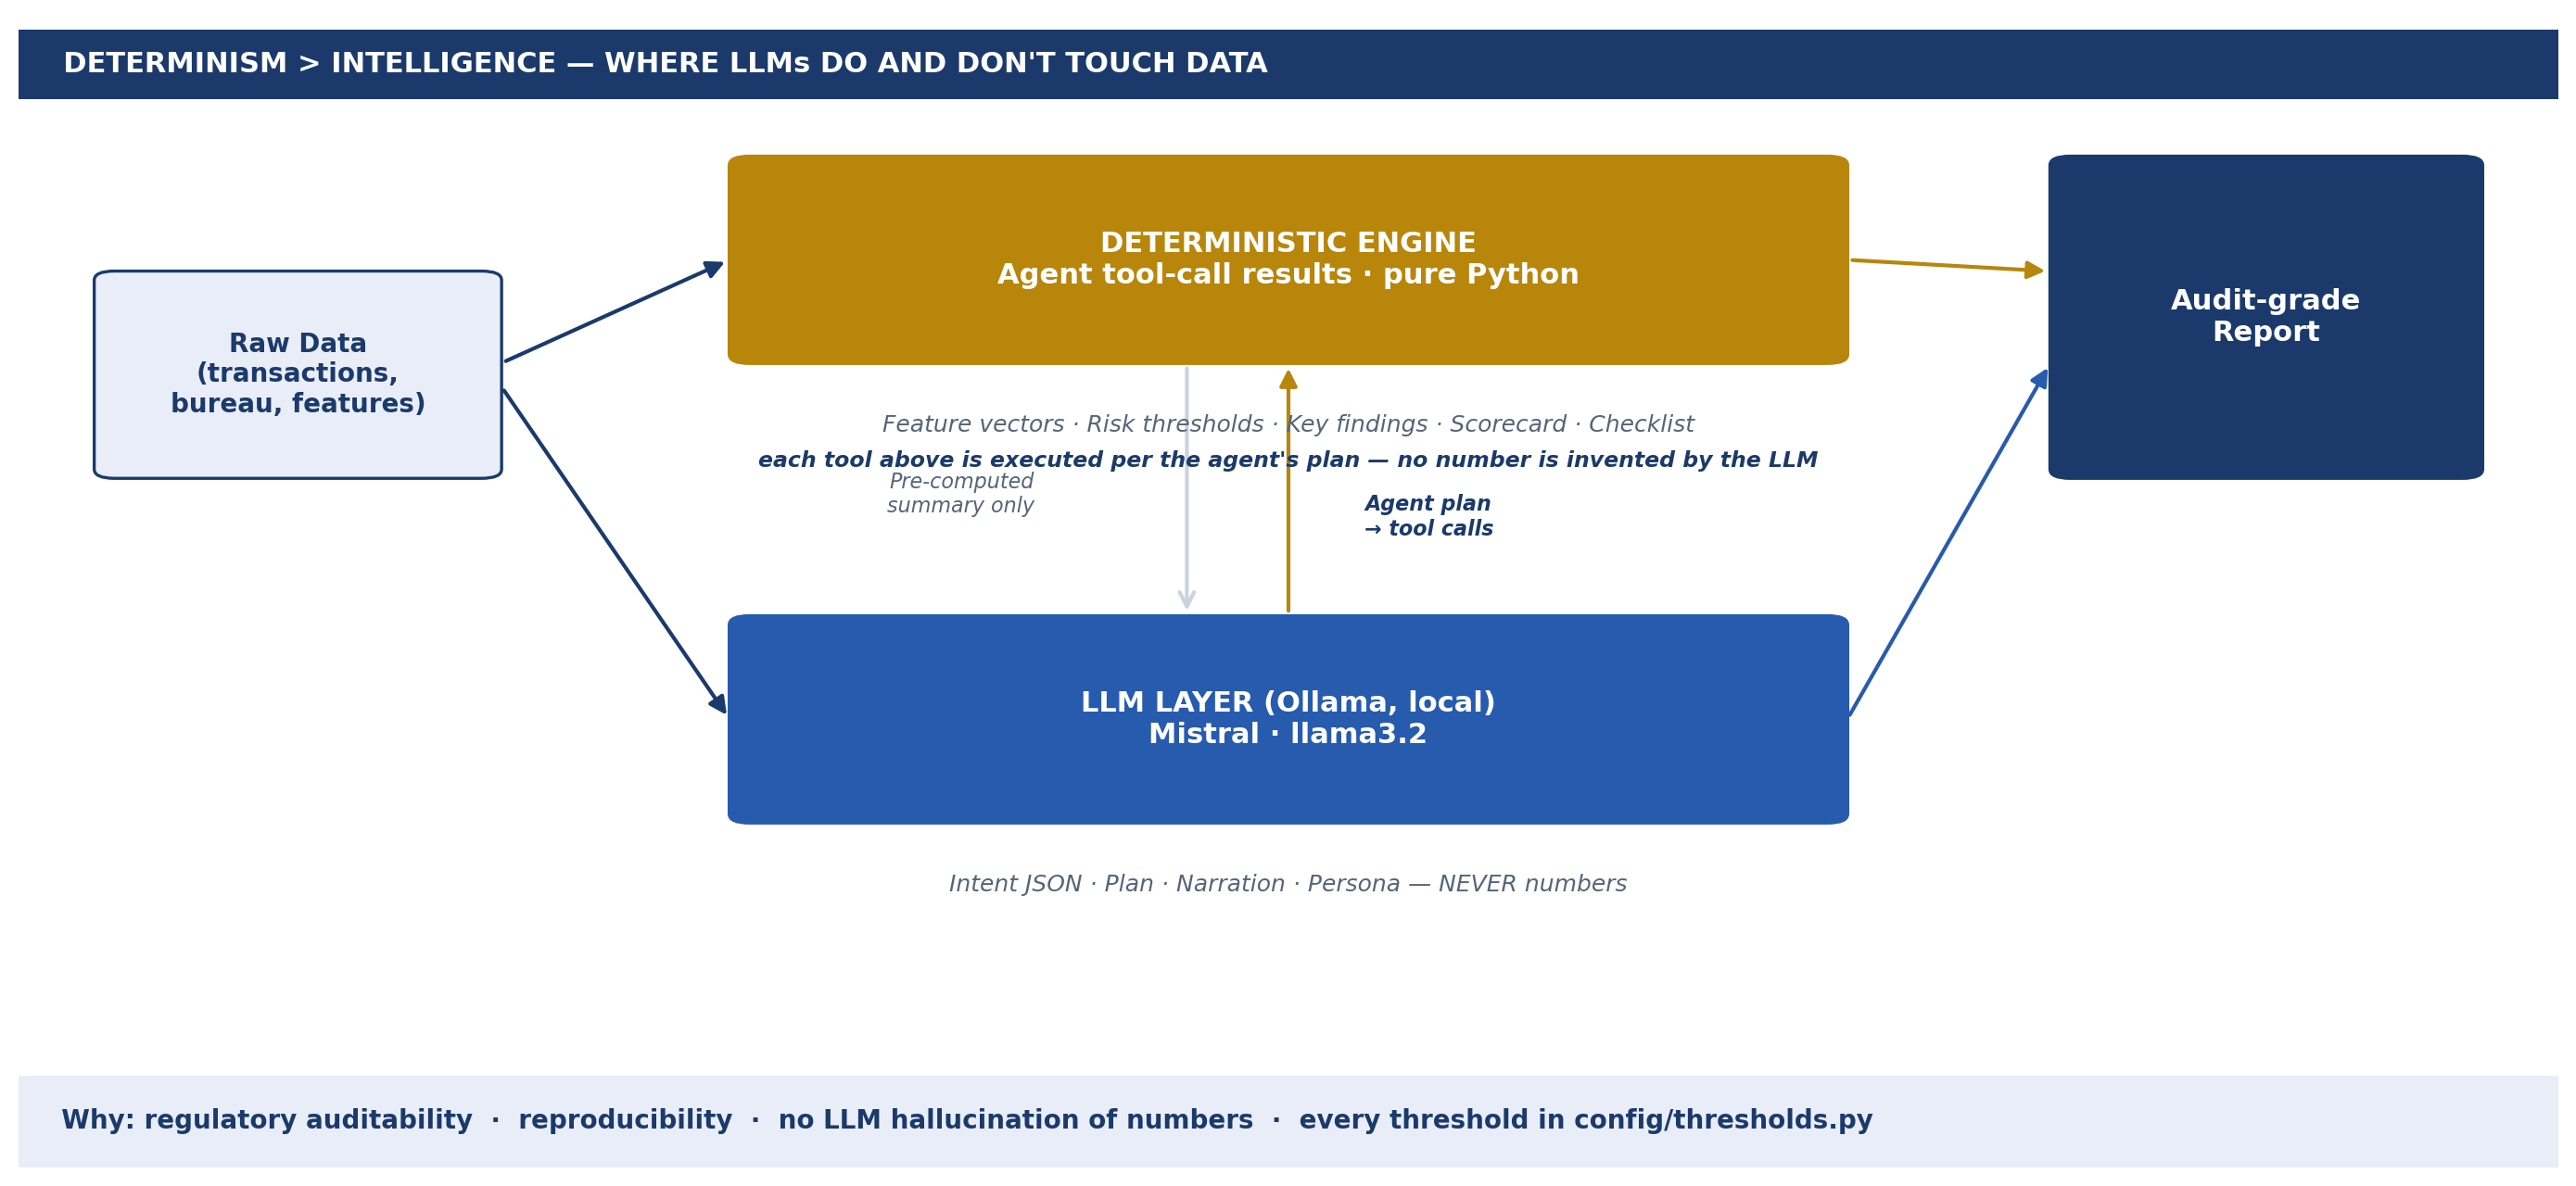 DETERMINISM > INTELLIGENCE — WHERE LLMs DO AND DON'T TOUCH DATA
DETERMINISTIC ENGINE
Agent tool-call results · pure Python
Audit-grade
Report
Raw Data
(transactions,
bureau, features)
Feature vectors · Risk thresholds · Key findings · Scorecard · Checklist
each tool above is executed per the agent's plan — no number is invented by the LLM
Pre-computed
summary only
Agent plan
→ tool calls
LLM LAYER (Ollama, local)
Mistral · llama3.2
Intent JSON · Plan · Narration · Persona — NEVER numbers
Why: regulatory auditability · reproducibility · no LLM hallucination of numbers · every threshold in config/thresholds.py